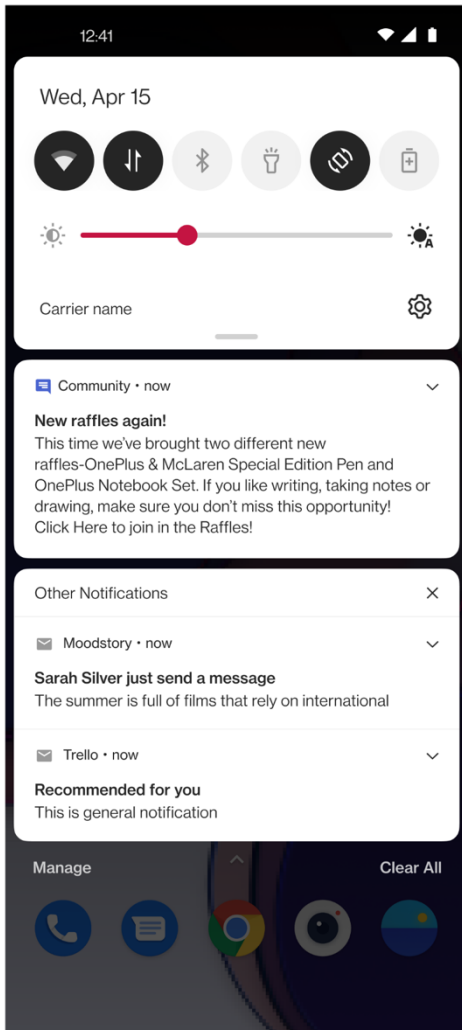 12:41
Wed, Apr 15
A
Carrier name
Community • now
New raffles again!
This time we've brought two different new
raffles-OnePlus & McLaren Special Edition Pen and
OnePlus Notebook Set. If you like writing, taking notes or
drawing, make sure you don't miss this opportunity!
Click Here to join in the Raffles!
Other Notifications
Moodstory • now
Sarah Silver just send a message
The summer is full of films that rely on international
Trello • now
Recommended for you
This is general notification
Manage
Clear All